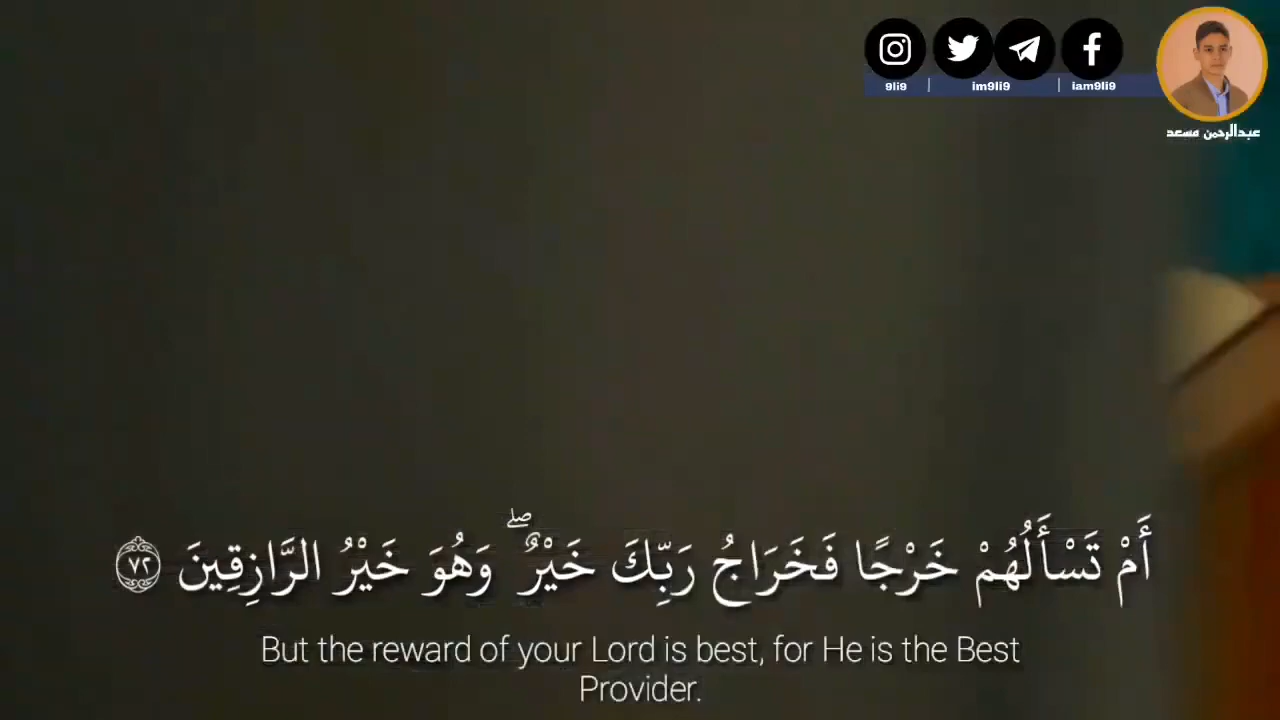 9li9
im9li9
iam9li9
عبدالرحمن مسعد
أَمْ تَسْأَلُهُمْ خَرْجًا فَخَرَاجُ رَبِّكَ خَيْرٌ ۖ وَهُوَ خَيْرُ الرَّازِقِينَ ٧٢
But the reward of your Lord is best, for He is the Best
Provider.